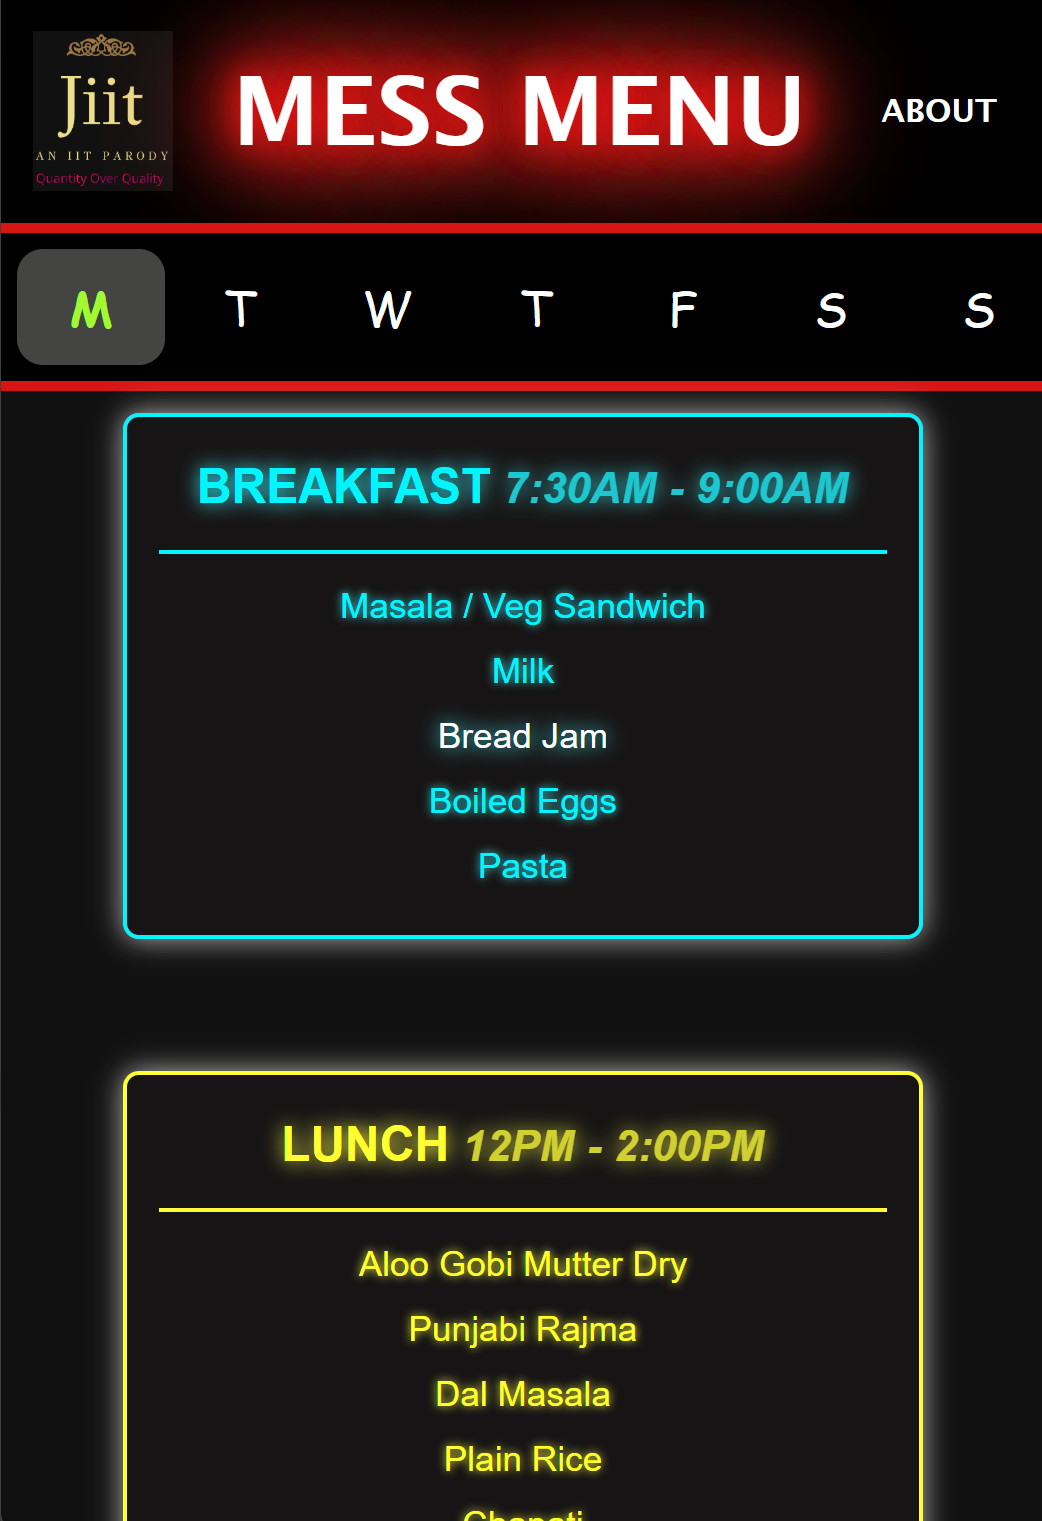 Jiit
AN IIT PARODY
Quantity Over Quality
MESS MENU
ABOUT
M T W T F S S
BREAKFAST 7:30AM - 9:00AM
Masala / Veg Sandwich
Milk
Bread Jam
Boiled Eggs
Pasta
LUNCH 12PM - 2:00PM
Aloo Gobi Mutter Dry
Punjabi Rajma
Dal Masala
Plain Rice
Chapati